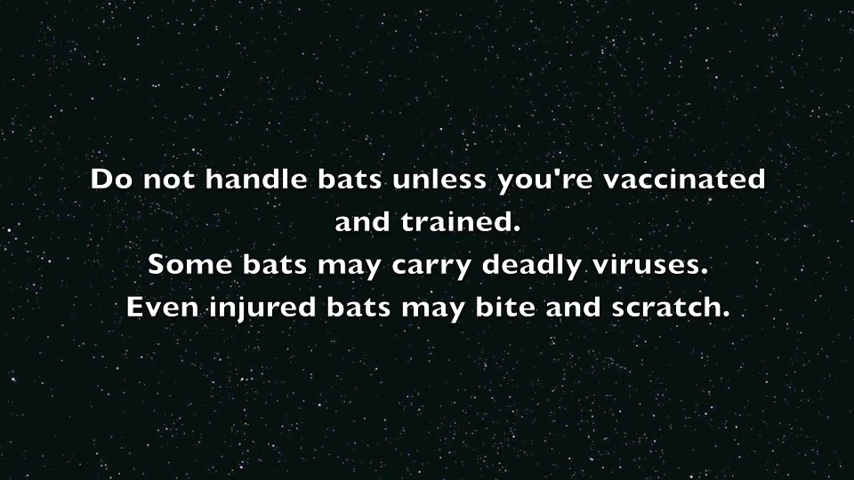 Do not handle bats unless you're vaccinated
and trained.
Some bats may carry deadly viruses.
Even injured bats may bite and scratch.